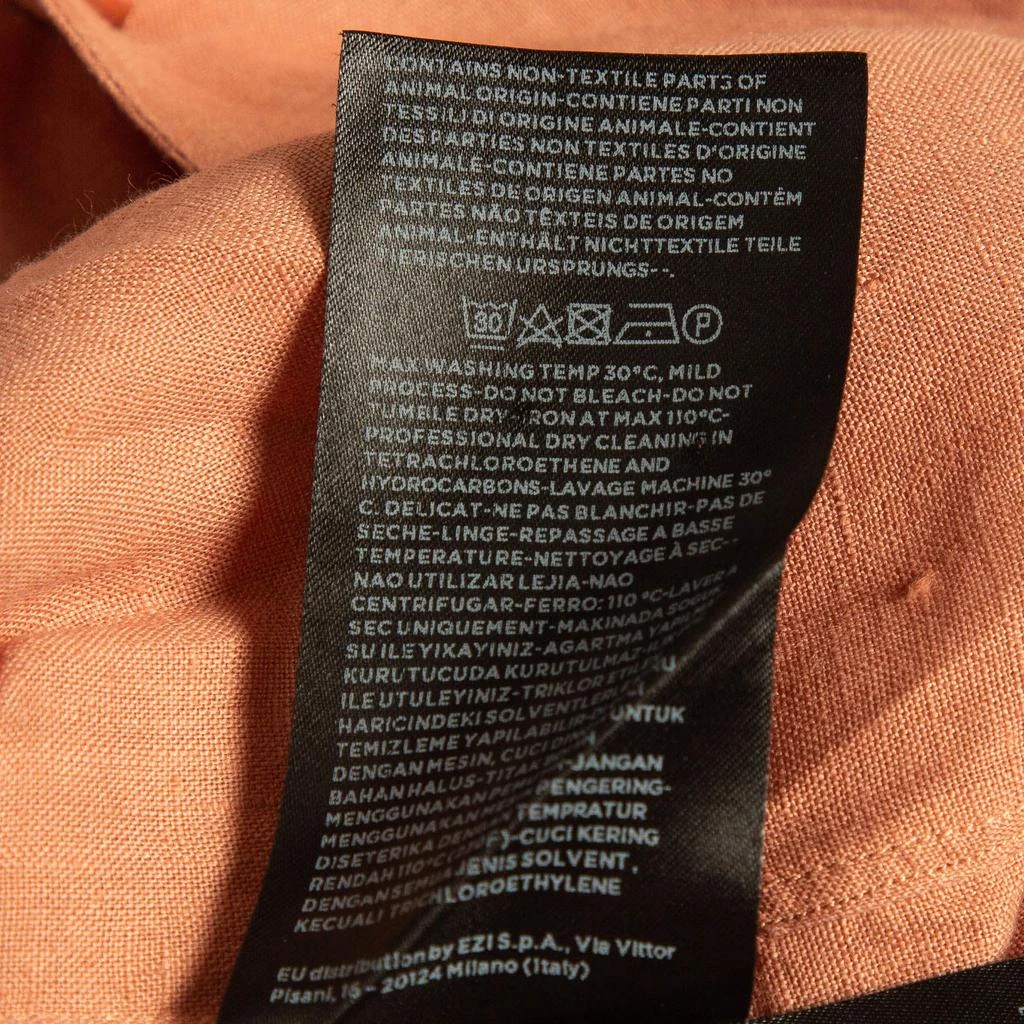 CONTAINS NON-TEXTILE PARTS OF
ANIMAL ORIGIN-CONTIENE PARTI NON
TESSILI DI ORIGINE ANIMALE-CONTIENT
DES PARTIES NON TEXTILES D'ORIGINE
ANIMALE-CONTIENE PARTES NO
TEXTILES DE ORIGEN ANIMAL-CONTÊM
PARTES NÃO TÊXTEIS DE ORIGEM
ANIMAL-ENTHÄLT NICHTTEXTILE TEILE
TIERISCHEN URSPRUNGS--.
30 P
MAX WASHING TEMP 30°C, MILD
PROCESS-DO NOT BLEACH-DO NOT
TUMBLE DRY-IRON AT MAX 110°C-
PROFESSIONAL DRY CLEANING IN
TETRACHLOROETHENE AND
HYDROCARBONS-LAVAGE MACHINE 30°
C. DELICAT-NE PAS BLANCHIR-PAS DE
SECHE-LINGE-REPASSAGE A BASSE
TEMPERATURE-NETTOYAGE À SEC--
NAO UTILIZAR LEJIA-NAO
CENTRIFUGAR-FERRO: 110 °C-LAVER A
SEC UNIQUEMENT-MAKINADA SOGUK
SU ILE YIKAYINIZ-AGARTMA
KURUTUCUDA KURUTULMAZ-
ILE UTULEYINIZ-TRIKLOR
HARICINDEKI SOLVENTLERLE
TEMIZLEME YAPILABILIR- UNTUK
DENGAN MESIN, CUCI
BAHAN HALUS- JANGAN
MENGGUNAKAN PENGERING-
MENGGUNAKAN TEMPRATUR
DISETERIKA DENGAN
RENDAH 110°C )-CUCI KERING
DENGAN SEMUA JENIS SOLVENT,
KECUALI TRICHLOROETHYLENE
EU distribution by EZI S.p.A., Via Vittor
Pisani, 16 - 20124 Milano (Italy)